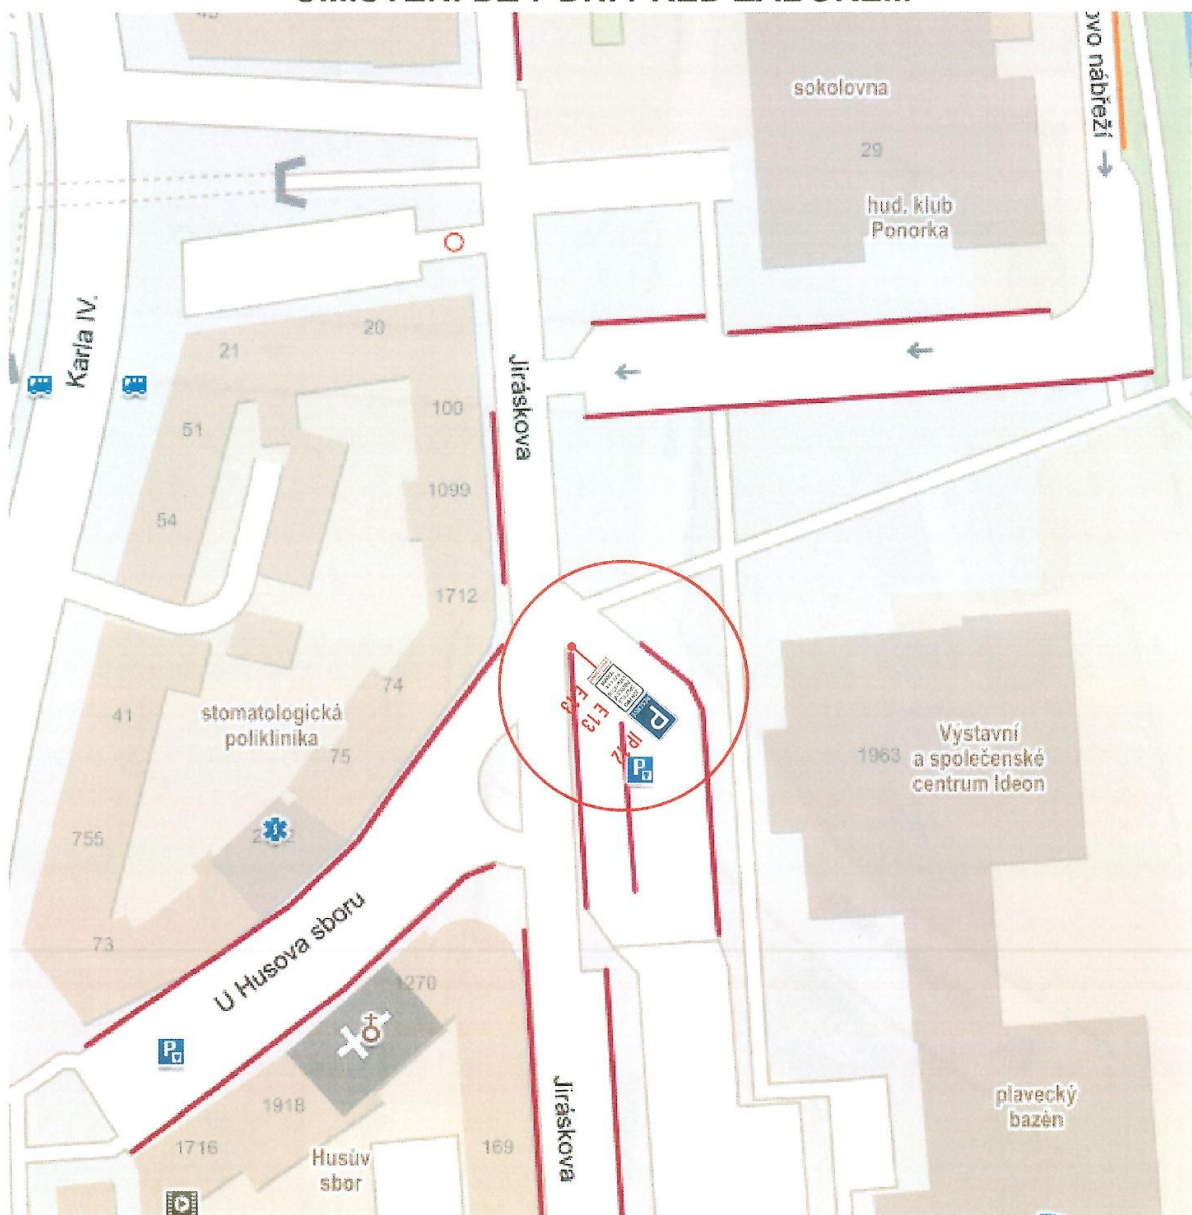 sokolovna
29
hud. klub
Ponorka
ovo nábřeží
Karla IV.
20
21
51
54
100
1099
1712
Jiráskova
41
stomatologická
poliklinika
74
75
755
73
E 13
E 13
IP 12
P
P
1963
Výstavní
a společenské
centrum Ideon
U Husova sboru
1270
P
1918
1716
Husův
sbor
169
Jiráskova
plavecký
bazén